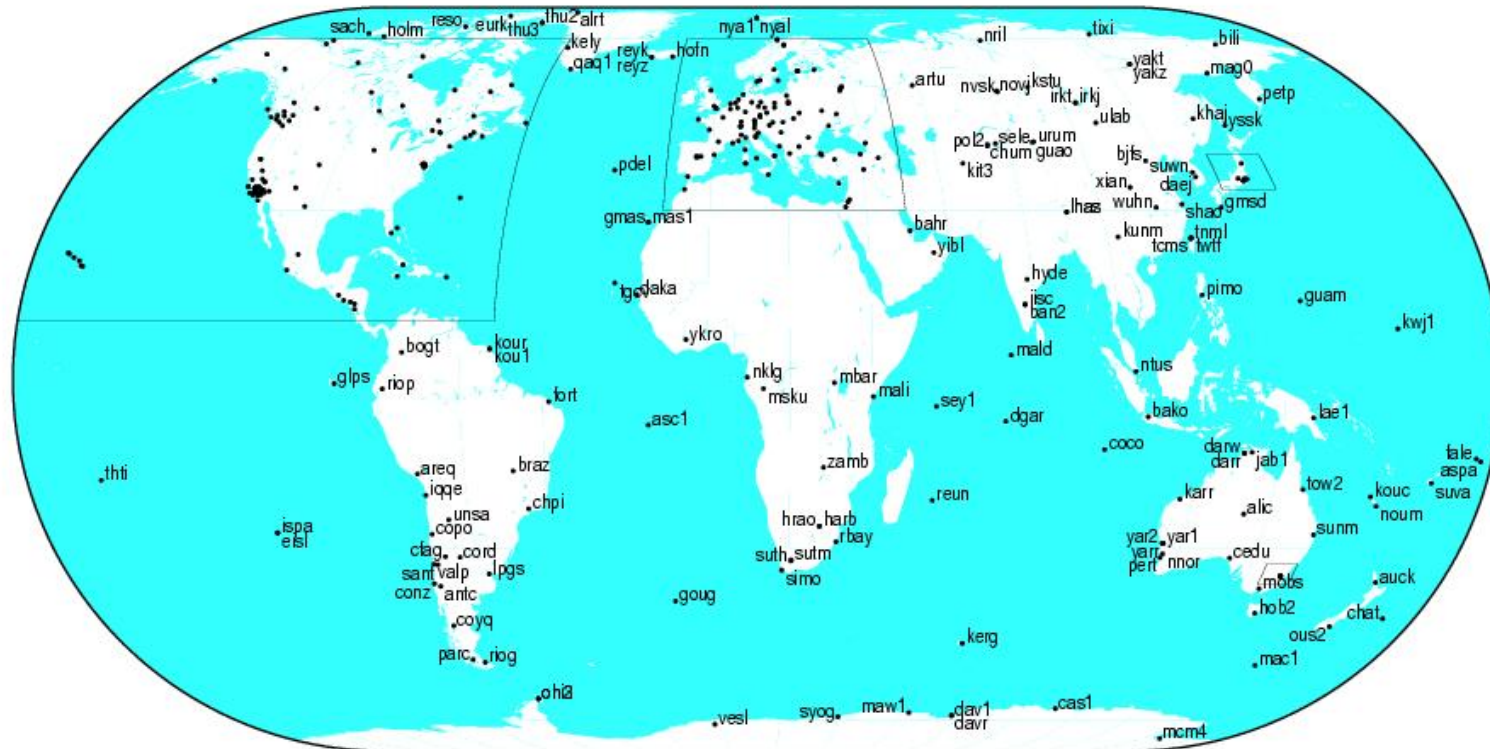 sach
holm
reso
eurk
thu2
thu3
alrt
kely
qaq1
reyk
reyz
hofn
nya1
nyal
nril
tixi
bili
artu
nvsk
novj
kstu
irkt
irkj
yakt
yakz
mag0
petp
ulab
khaj
yssk
pol2
sele
chum
urum
guao
kit3
bjfs
suwn
daej
xian
wuhn
shao
gmsd
pdel
gmas
mas1
bahr
yibl
lhas
kunm
tcms
tnml
twtf
daka
hyde
iisc
ban2
pimo
guam
kwj1
ykro
bogt
kour
kou1
glps
riop
nklg
msku
mbar
mali
mald
ntus
fort
asc1
sey1
dgar
bako
lae1
coco
darw
darr
jab1
fale
aspa
suva
thti
areq
braz
iqqe
chpi
zamb
reun
karr
alic
tow2
kouc
noum
ispa
eisl
unsa
copo
hrao
harb
rbay
yar2
yar1
yarr
pert
nnor
cedu
sunm
cfag
cord
sant
valp
lpgs
conz
antc
suth
sutm
simo
goug
mobs
auck
hob2
chat
ous2
coyq
parc
riog
kerg
mac1
vesl
syog
maw1
dav1
davr
cas1
mcm4